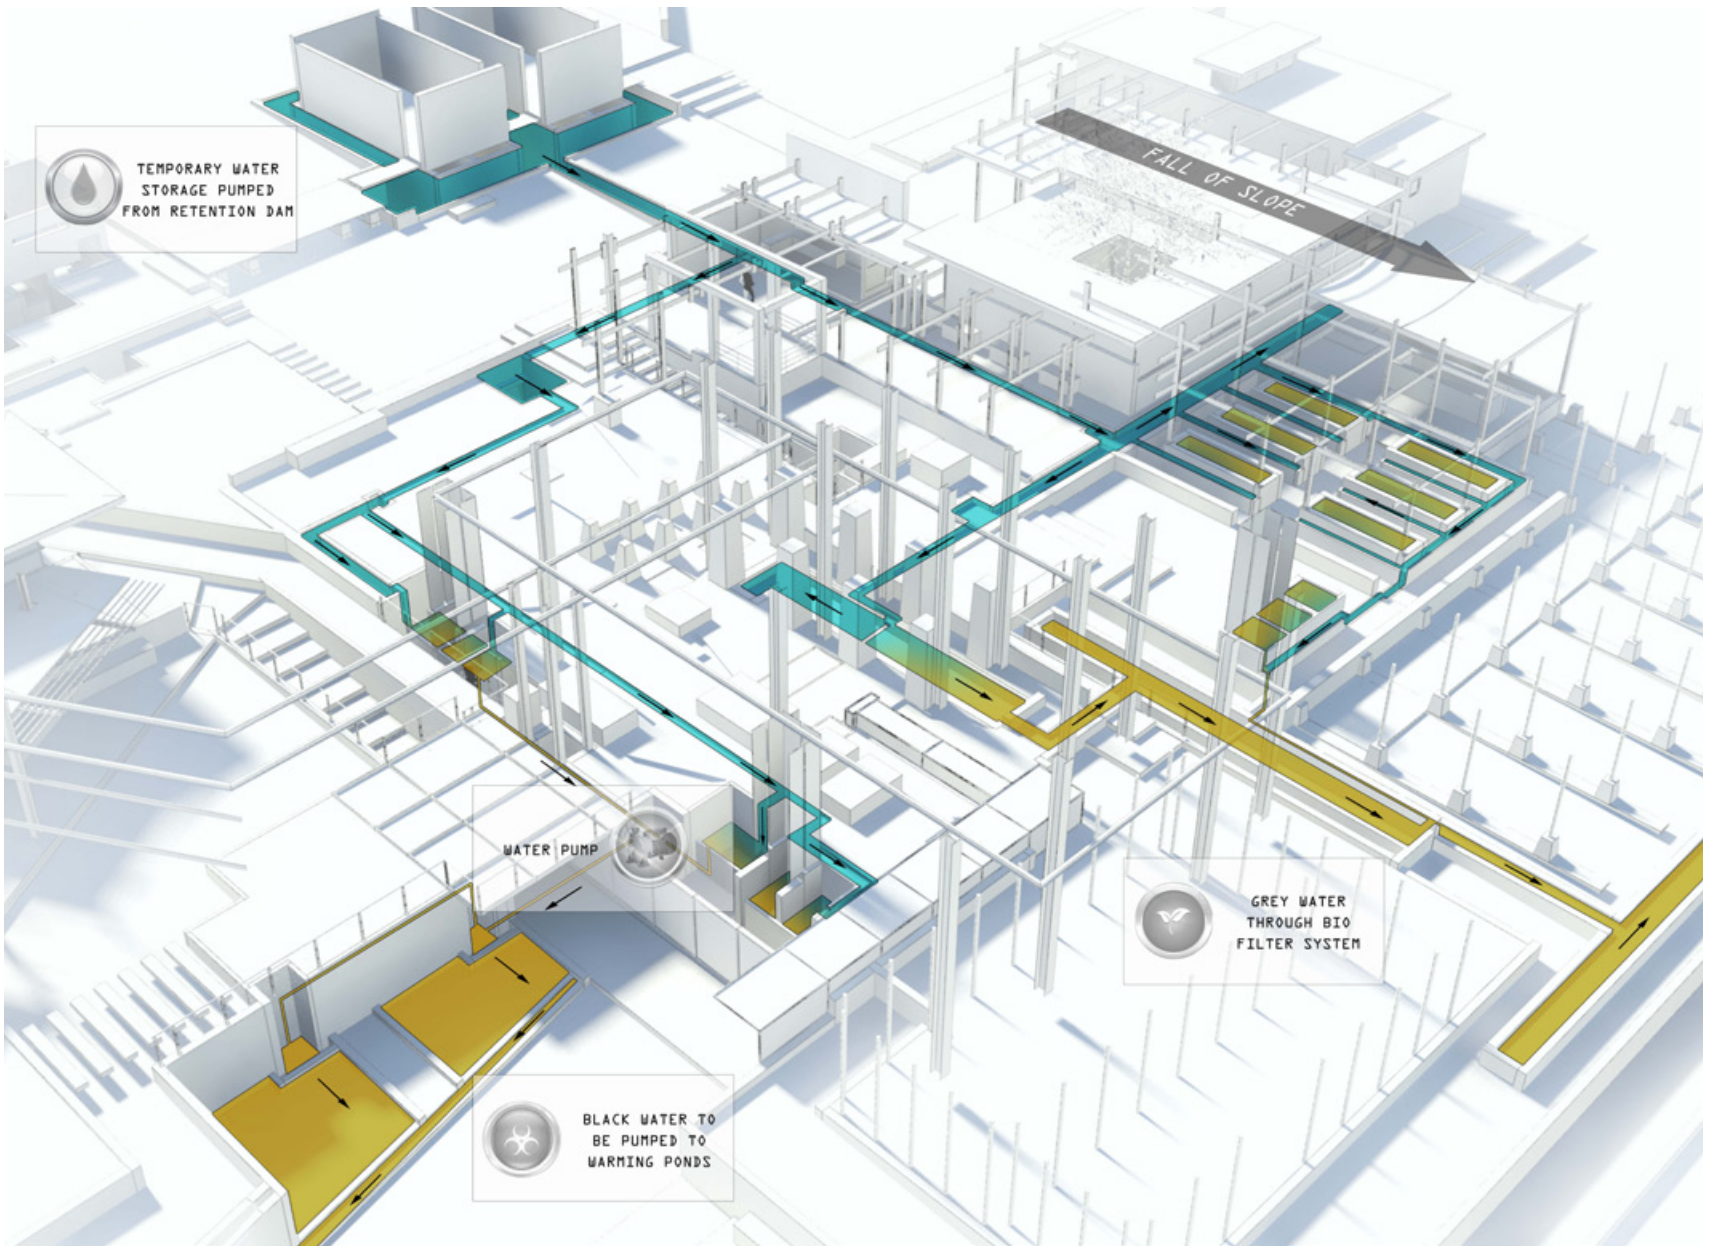 TEMPORARY WATER
STORAGE PUMPED
FROM RETENTION DAM
FALL OF SLOPE
WATER PUMP
GREY WATER
THROUGH BIO
FILTER SYSTEM
BLACK WATER TO
BE PUMPED TO
WARMING PONDS